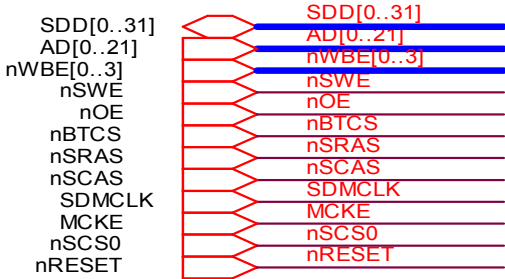 SDD[0..31] SDD[0..31]
AD[0..21] AD[0..21]
nWBE[0..3] nWBE[0..3]
nSWE nSWE
nOE nOE
nBTCS nBTCS
nSRAS nSRAS
nSCAS nSCAS
SDMCLK SDMCLK
MCKE MCKE
nSCS0 nSCS0
nRESET nRESET